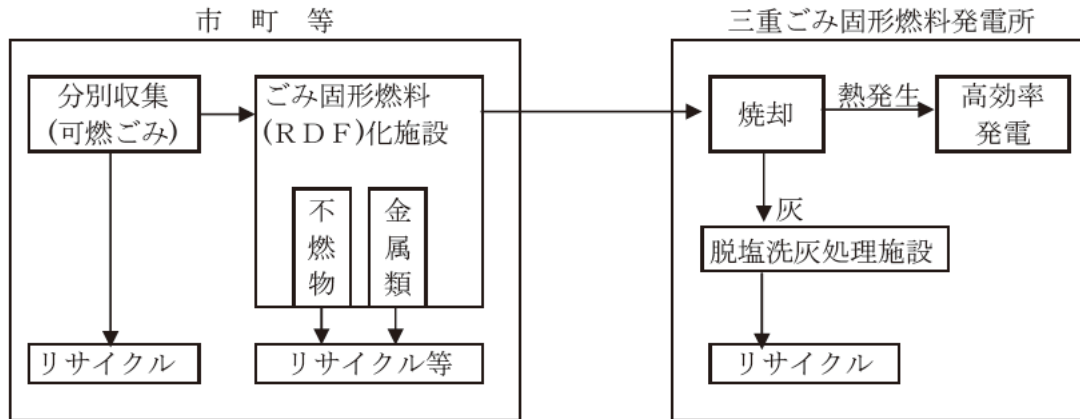 市　町　等
三重ごみ固形燃料発電所
分別収集
(可燃ごみ)
ごみ固形燃料
(ＲＤＦ)化施設
不燃物
金属類
リサイクル
リサイクル等
焼却
熱発生
高効率
発電
灰
脱塩洗灰処理施設
リサイクル